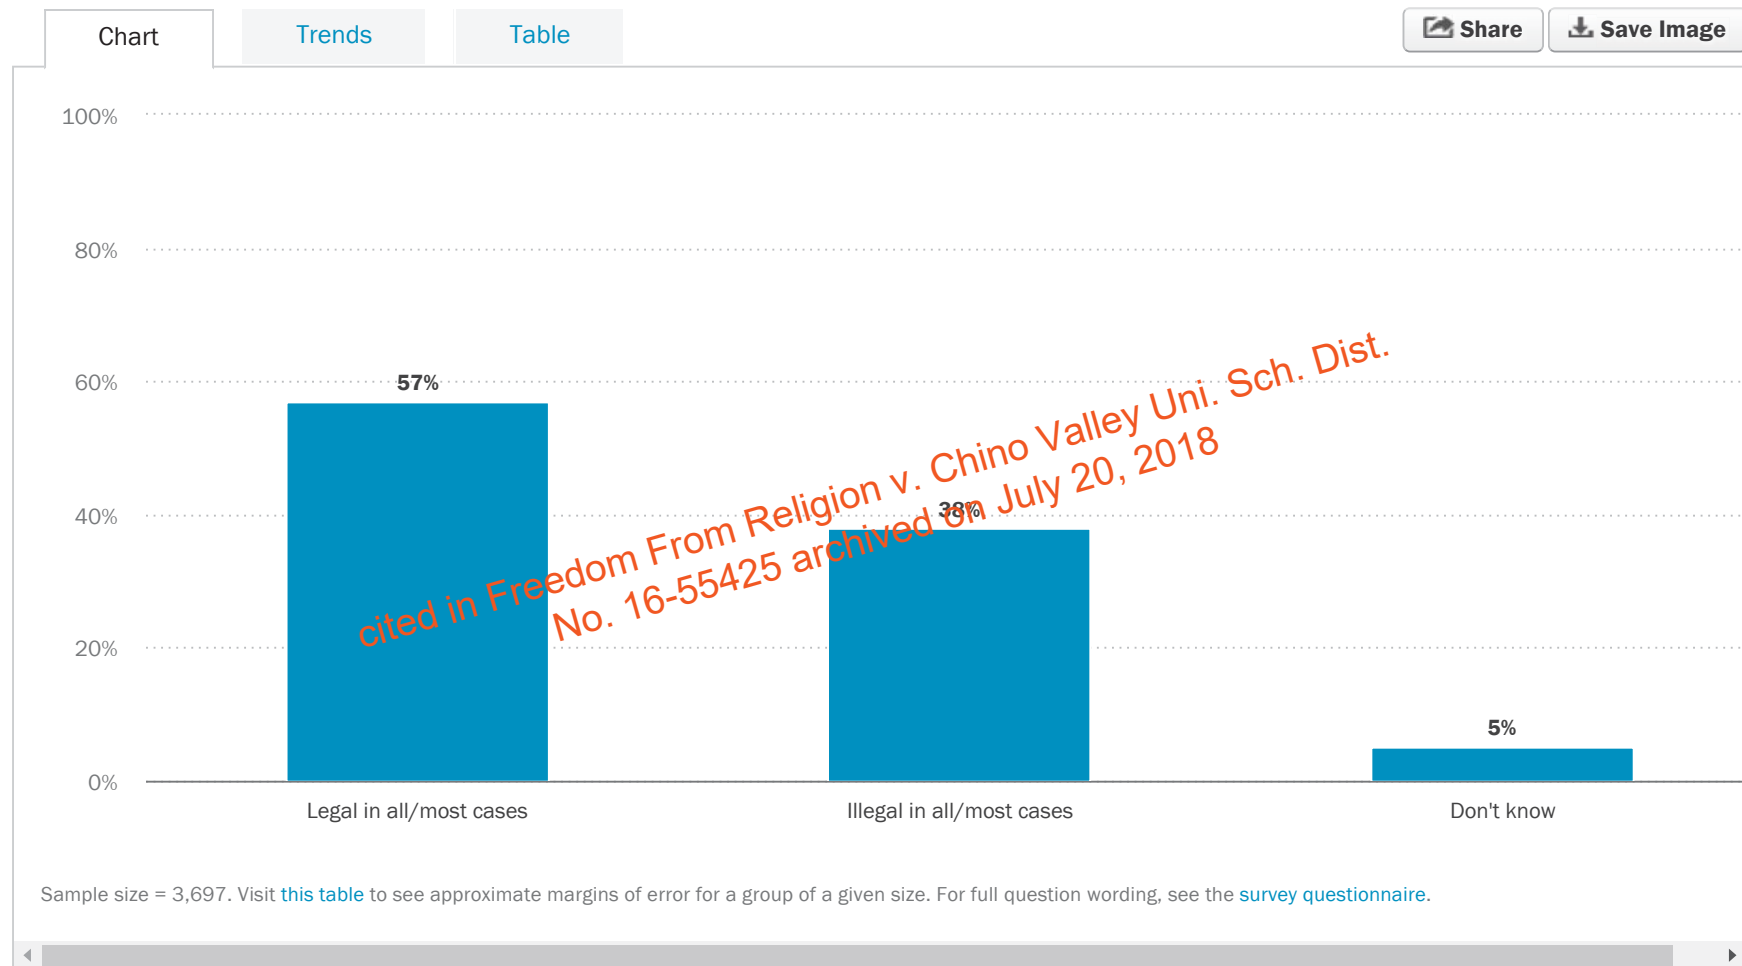 Chart
Trends
Table
Share
Save Image
100%
80%
60%
40%
20%
0%
57%
38%
5%
Legal in all/most cases
Illegal in all/most cases
Don't know
cited in Freedom From Religion v. Chino Valley Uni. Sch. Dist.
No. 16-55425 archived on July 20, 2018
Sample size = 3,697. Visit this table to see approximate margins of error for a group of a given size. For full question wording, see the survey questionnaire.